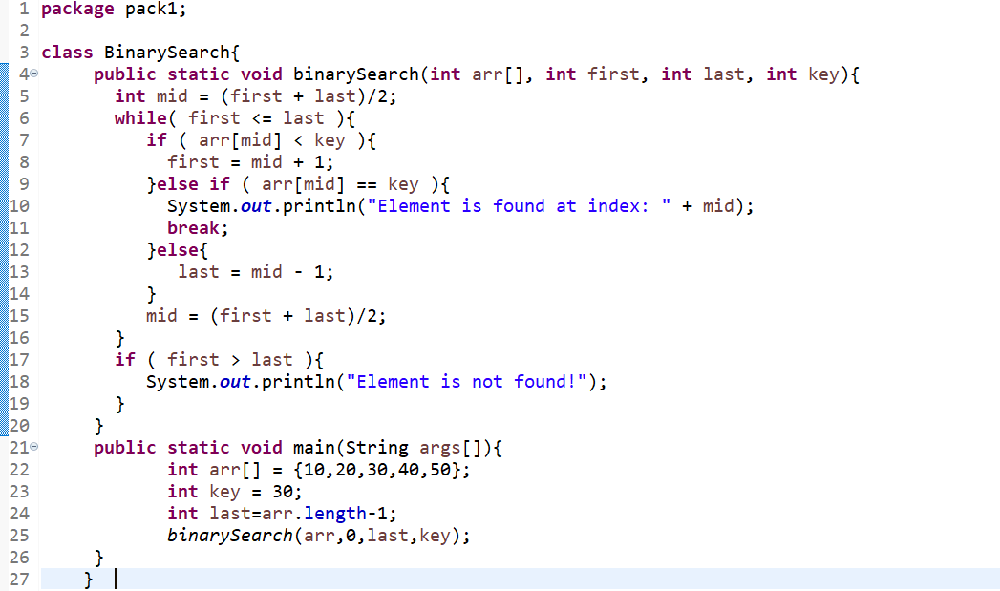 1 package pack1;
2
3 class BinarySearch{
4 public static void binarySearch(int arr[], int first, int last, int key){
5 int mid = (first + last)/2;
6 while( first <= last ){
7 if ( arr[mid] < key ){
8 first = mid + 1;
9 }else if ( arr[mid] == key ){
10 System.out.println("Element is found at index: " + mid);
11 break;
12 }else{
13 last = mid - 1;
14 }
15 mid = (first + last)/2;
16 }
17 if ( first > last ){
18 System.out.println("Element is not found!");
19 }
20 }
21 public static void main(String args[]){
22 int arr[] = {10,20,30,40,50};
23 int key = 30;
24 int last=arr.length-1;
25 binarySearch(arr,0,last,key);
26 }
27 }